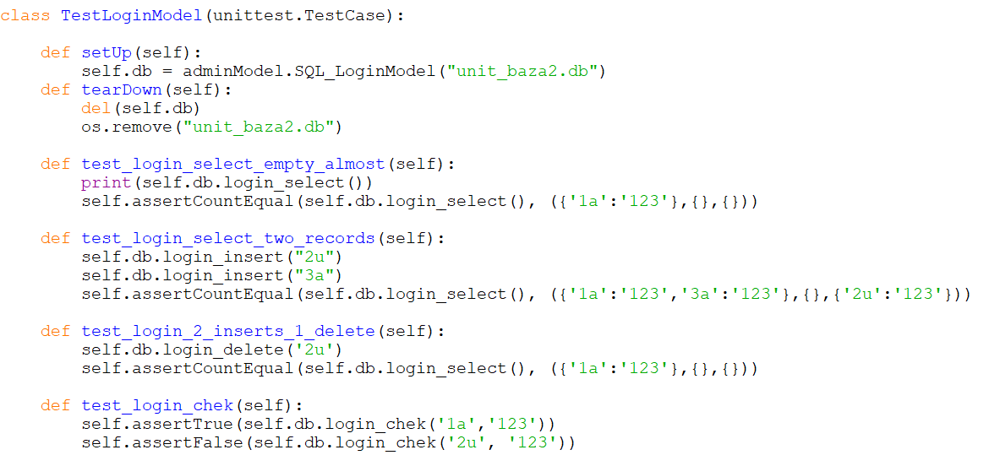 class TestLoginModel(unittest.TestCase):

    def setUp(self):
        self.db = adminModel.SQL_LoginModel("unit_baza2.db")
    def tearDown(self):
        del(self.db)
        os.remove("unit_baza2.db")

    def test_login_select_empty_almost(self):
        print(self.db.login_select())
        self.assertCountEqual(self.db.login_select(), ({'1a':'123'},{},{}))

    def test_login_select_two_records(self):
        self.db.login_insert("2u")
        self.db.login_insert("3a")
        self.assertCountEqual(self.db.login_select(), ({'1a':'123','3a':'123'},{},{'2u':'123'}))

    def test_login_2_inserts_1_delete(self):
        self.db.login_delete('2u')
        self.assertCountEqual(self.db.login_select(), ({'1a':'123'},{},{}))

    def test_login_chek(self):
        self.assertTrue(self.db.login_chek('1a','123'))
        self.assertFalse(self.db.login_chek('2u', '123'))